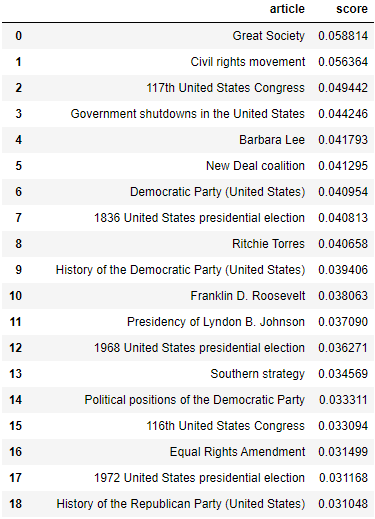 article score
0 Great Society 0.058814
1 Civil rights movement 0.056364
2 117th United States Congress 0.049442
3 Government shutdowns in the United States 0.044246
4 Barbara Lee 0.041793
5 New Deal coalition 0.041295
6 Democratic Party (United States) 0.040954
7 1836 United States presidential election 0.040813
8 Ritchie Torres 0.040658
9 History of the Democratic Party (United States) 0.039406
10 Franklin D. Roosevelt 0.038063
11 Presidency of Lyndon B. Johnson 0.037090
12 1968 United States presidential election 0.036271
13 Southern strategy 0.034569
14 Political positions of the Democratic Party 0.033311
15 116th United States Congress 0.033094
16 Equal Rights Amendment 0.031499
17 1972 United States presidential election 0.031168
18 History of the Republican Party (United States) 0.031048